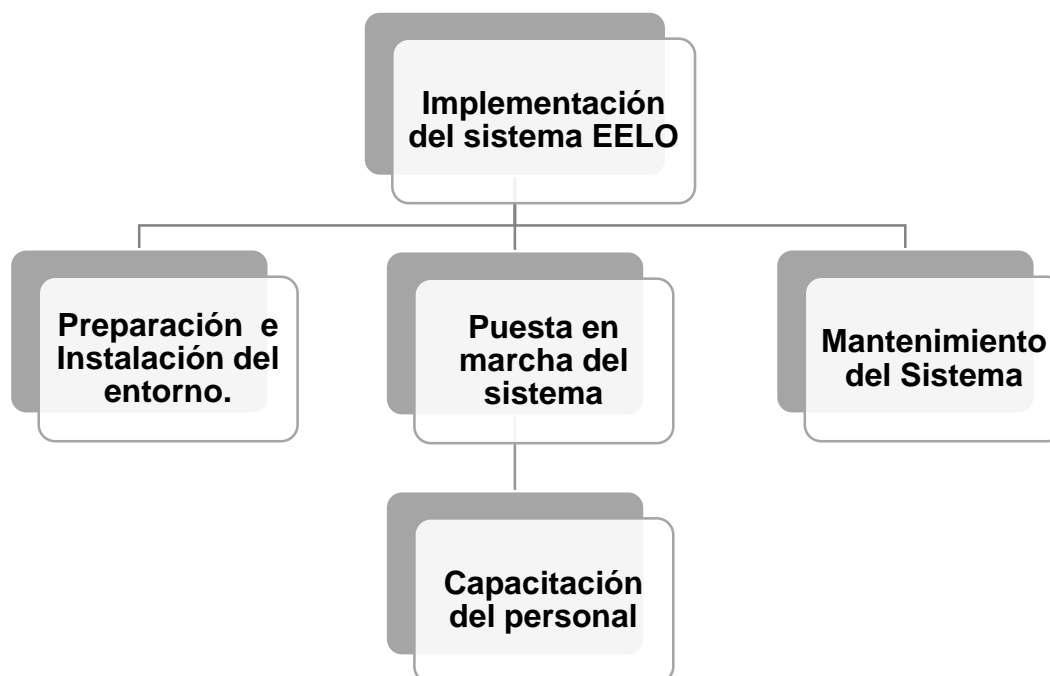 Implementación
del sistema EELO
Preparación e
Instalación del
entorno.
Puesta en
marcha del
sistema
Mantenimiento
del Sistema
Capacitación
del personal